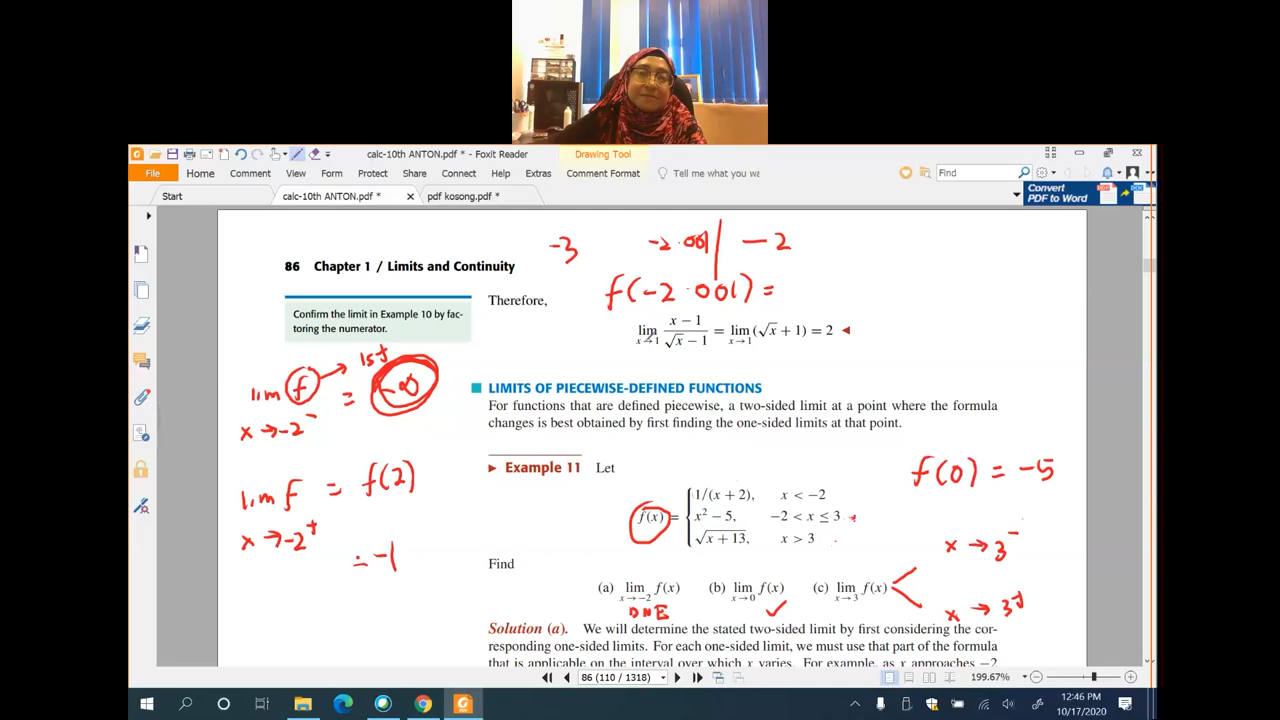 calc-10th ANTON.pdf * - Foxit Reader
Drawing Tool
File Home Comment View Form Protect Share Connect Help Extras Comment Format Tell me what you wa Find
Start calc-10th ANTON.pdf * pdf kosong.pdf *
Convert
PDF to Word
-3 -2.001 | -2
f(-2.001) =
86 Chapter 1 / Limits and Continuity
Confirm the limit in Example 10 by fac-
toring the numerator.
Therefore,
lim x→1 (x − 1)/(√x − 1) = lim x→1 (√x + 1) = 2 ◄
lim f → 1st = -∞
x → -2⁻
lim f = f(2)
x → -2⁺
= -1
LIMITS OF PIECEWISE-DEFINED FUNCTIONS
For functions that are defined piecewise, a two-sided limit at a point where the formula
changes is best obtained by first finding the one-sided limits at that point.
► Example 11 Let
f(0) = -5
1/(x + 2), x < −2
f(x) = x² − 5, −2 < x ≤ 3
√x + 13, x > 3
x → 3⁻
Find
(a) lim x→−2 f(x) (b) lim x→0 f(x) (c) lim x→3 f(x)
DNE ✓ x → 3⁺
Solution (a). We will determine the stated two-sided limit by first considering the cor-
responding one-sided limits. For each one-sided limit, we must use that part of the formula
that is applicable on the interval over which x varies. For example, as x approaches −2
86 (110 / 1318) 199.67%
12:46 PM
10/17/2020